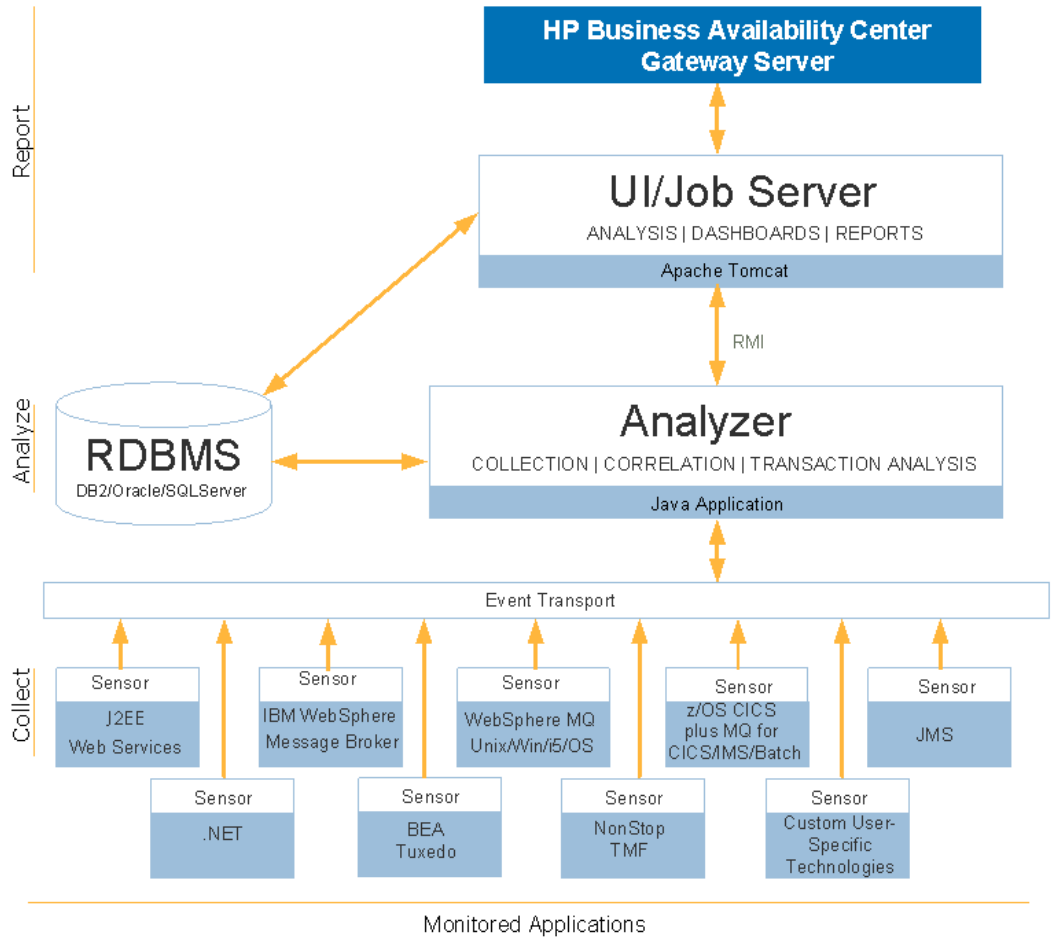 HP Business Availability Center
Gateway Server
Report
UI/Job Server
ANALYSIS | DASHBOARDS | REPORTS
Apache Tomcat
RMI
Analyze
RDBMS
DB2/Oracle/SQLServer
Analyzer
COLLECTION | CORRELATION | TRANSACTION ANALYSIS
Java Application
Event Transport
Collect
Sensor
J2EE
Web Services
Sensor
IBM WebSphere
Message Broker
Sensor
WebSphere MQ
Unix/Win/i5/OS
Sensor
z/OS CICS
plus MQ for
CICS/IMS/Batch
Sensor
JMS
Sensor
.NET
Sensor
BEA
Tuxedo
Sensor
NonStop
TMF
Sensor
Custom User-
Specific
Technologies
Monitored Applications